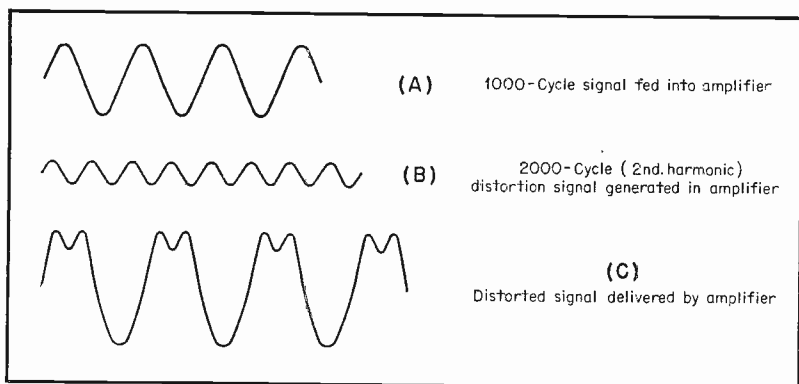 (A) 1000-Cycle signal fed into amplifier
(B) 2000-Cycle (2nd. harmonic)
distortion signal generated in amplifier
(C)
Distorted signal delivered by amplifier